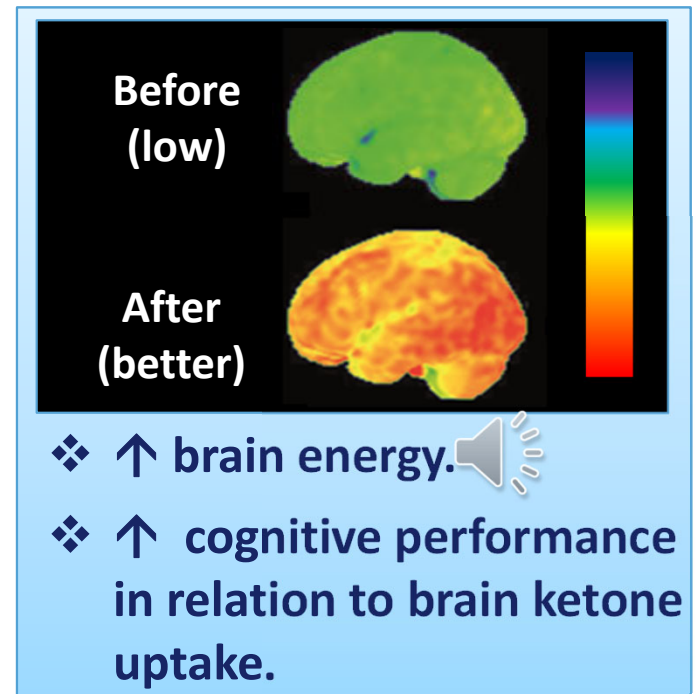 Before
(low)
After
(better)
❖ ↑ brain energy.
❖ ↑ cognitive performance
in relation to brain ketone
uptake.